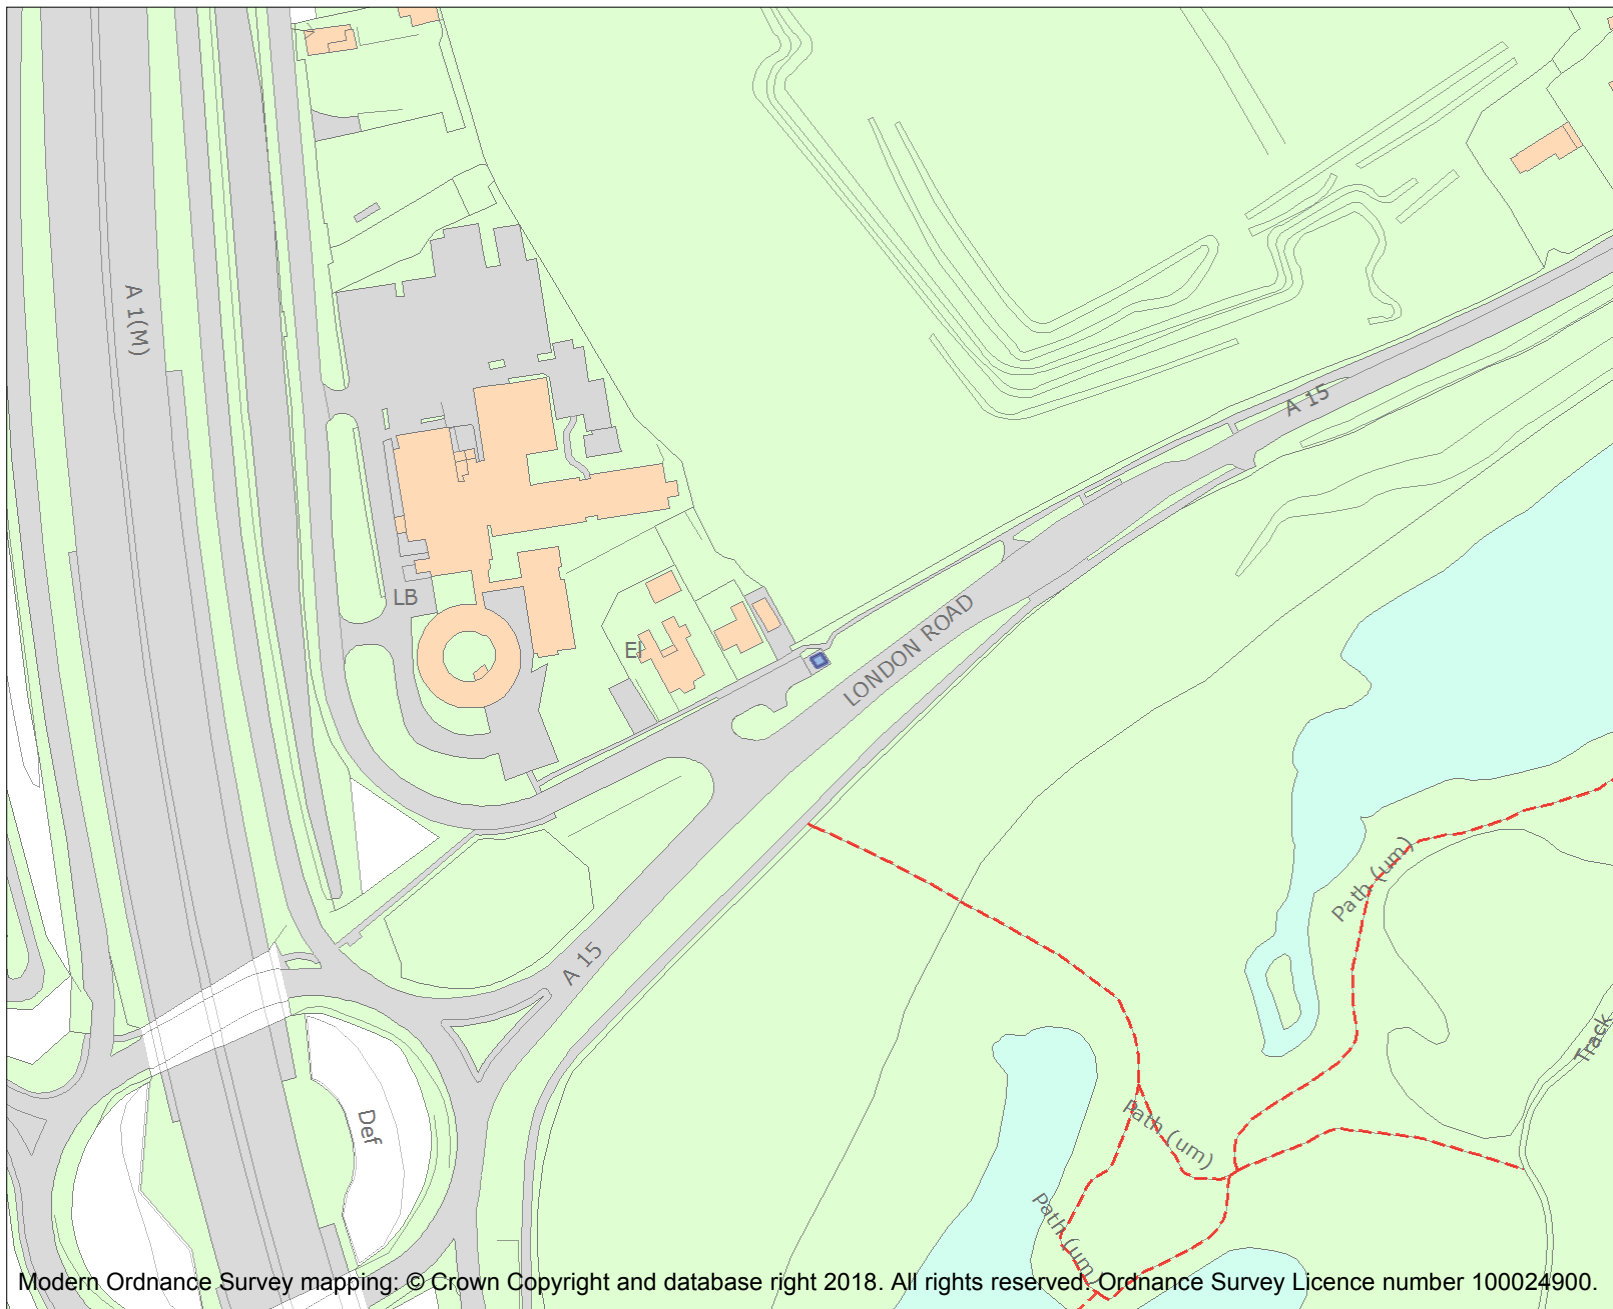 A 1(M)
A 15
LB
LONDON ROAD
El
Path (um)
A 15
Track
Path (um)
Def
Path (um)
Modern Ordnance Survey mapping: © Crown Copyright and database right 2018. All rights reserved. Ordnance Survey Licence number 100024900.